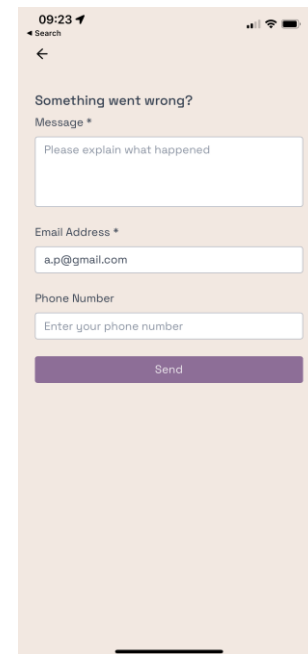 09:23
Search
Something went wrong?
Message *
Please explain what happened
Email Address *
a.p@gmail.com
Phone Number
Enter your phone number
Send